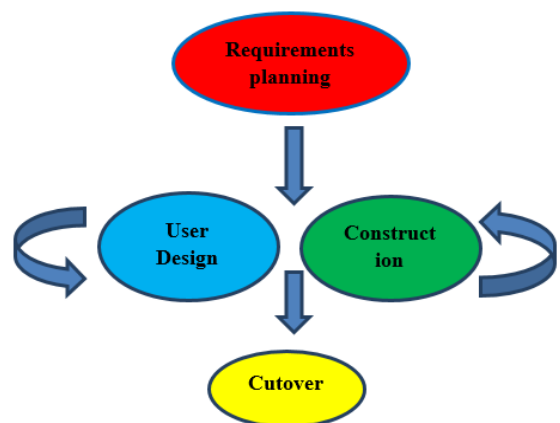 Requirements
planning
User
Design
Construct
ion
Cutover